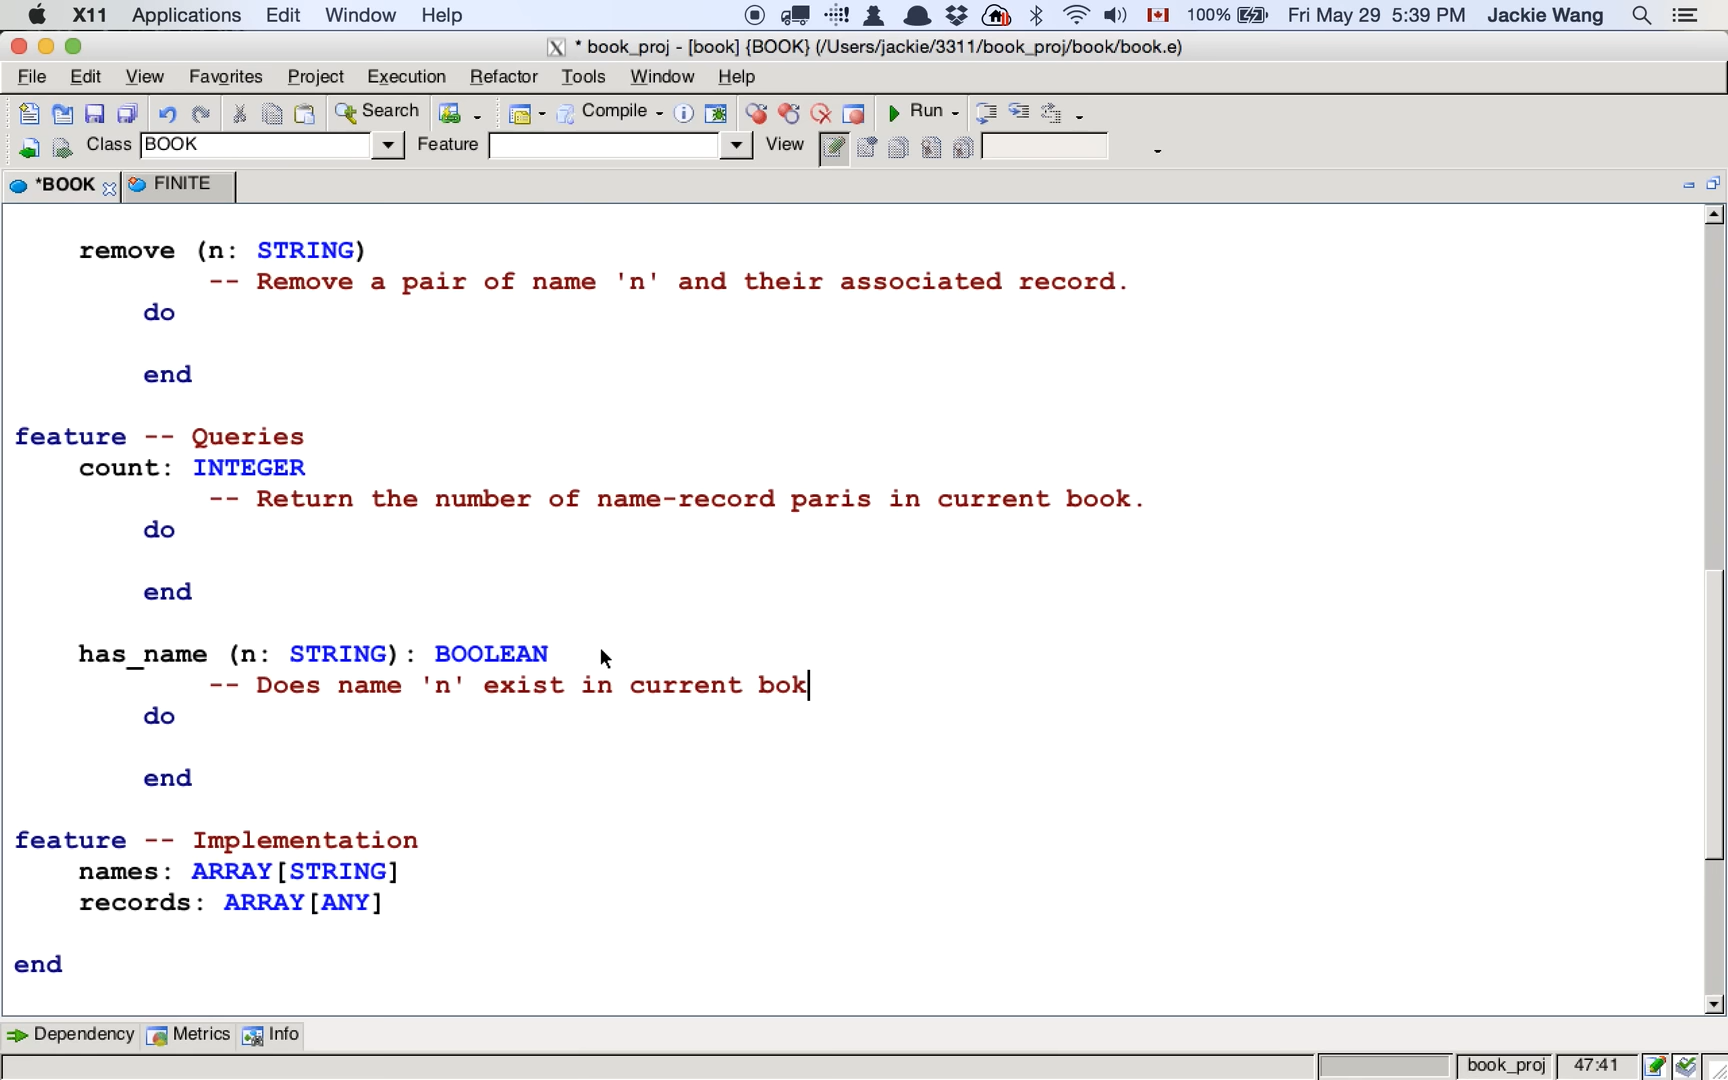 X11 Applications Edit Window Help 100% Fri May 29 5:39 PM Jackie Wang
* book_proj - [book] {BOOK} (/Users/jackie/3311/book_proj/book/book.e)
File Edit View Favorites Project Execution Refactor Tools Window Help
Search Compile Run
Class BOOK Feature View
*BOOK FINITE
remove (n: STRING)
-- Remove a pair of name 'n' and their associated record.
do
end
feature -- Queries
count: INTEGER
-- Return the number of name-record paris in current book.
do
end
has_name (n: STRING): BOOLEAN
-- Does name 'n' exist in current bok
do
end
feature -- Implementation
names: ARRAY[STRING]
records: ARRAY[ANY]
end
Dependency Metrics Info
book_proj 47:41